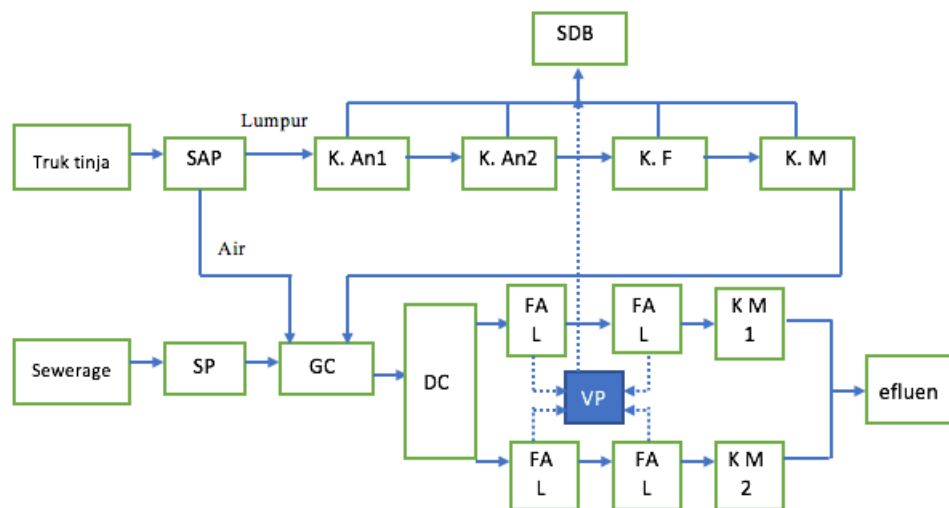 SDB
Lumpur
Truk tinja
SAP
K. An1
K. An2
K. F
K. M
Air
FA
L
FA
L
K M
1
Sewerage
SP
GC
DC
VP
efluen
FA
L
FA
L
K M
2